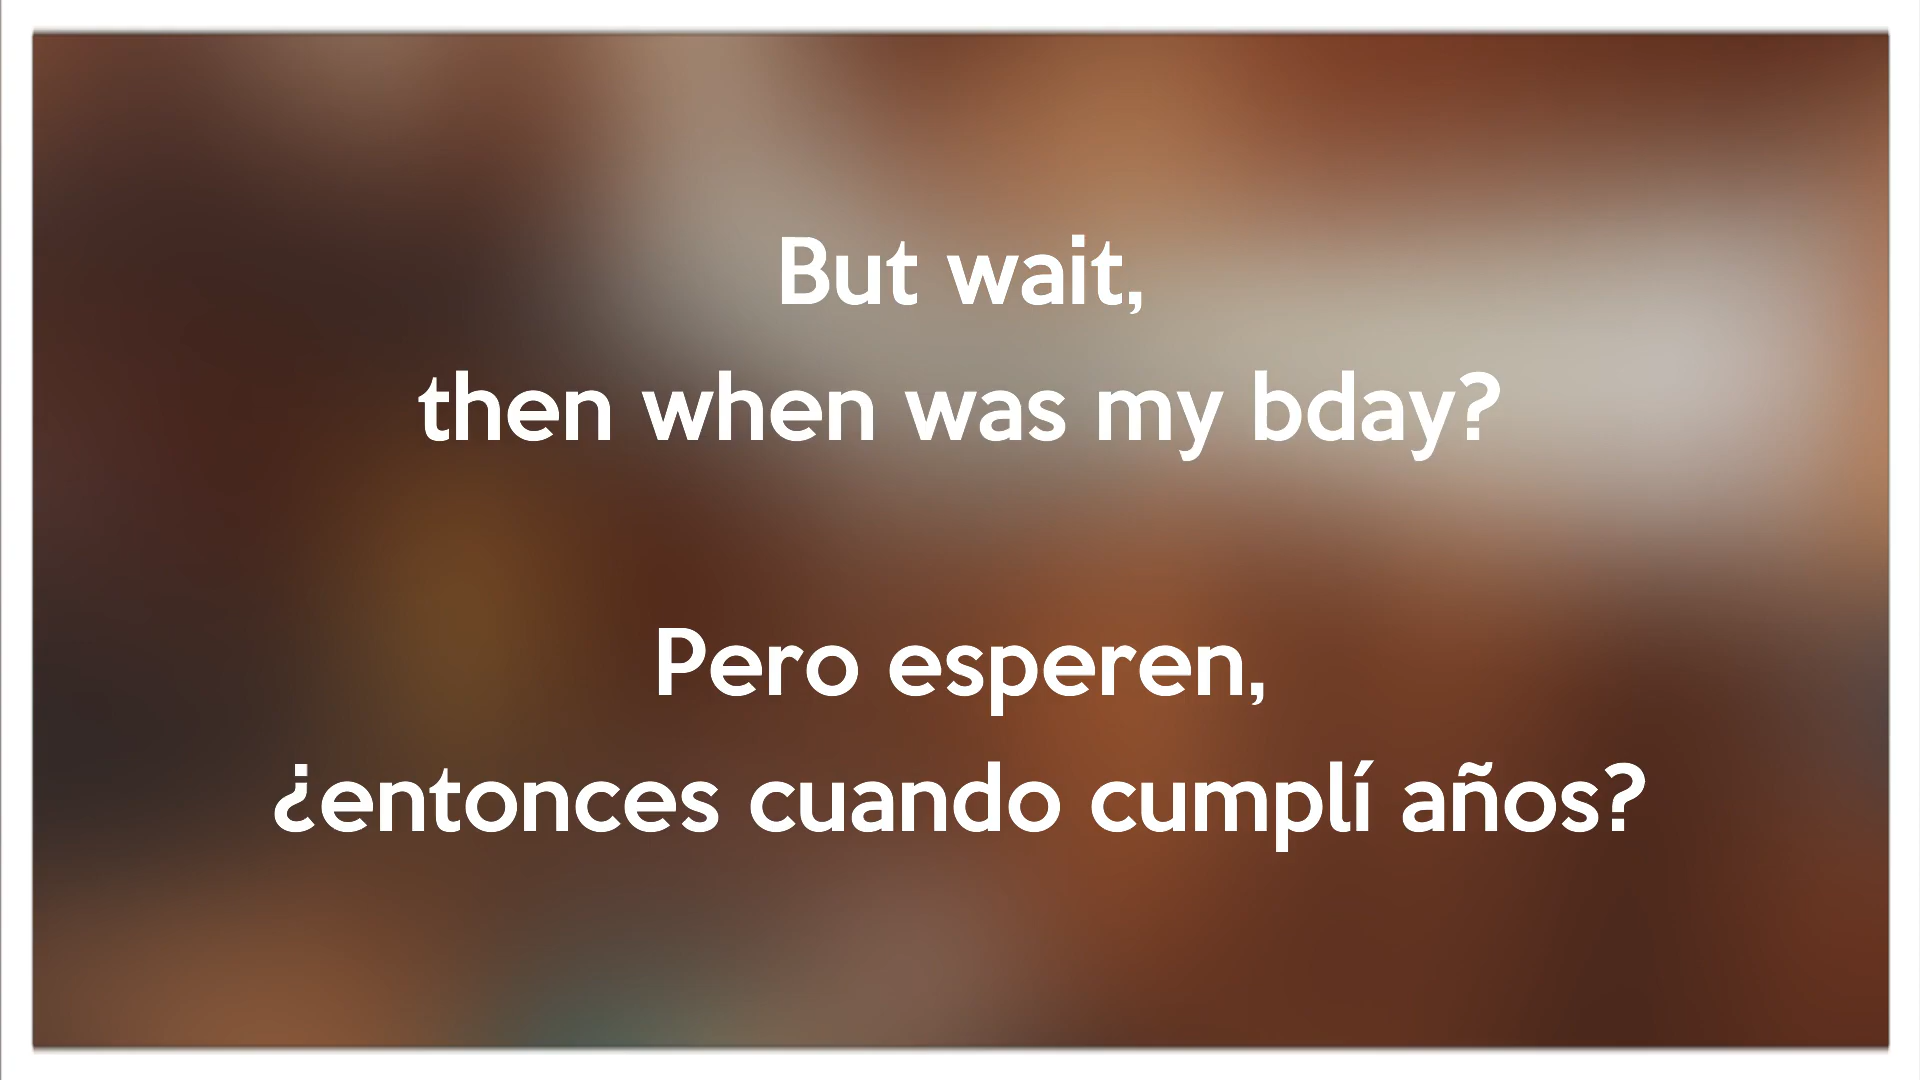 But wait,
then when was my bday?
Pero esperen,
¿entonces cuando cumplí años?